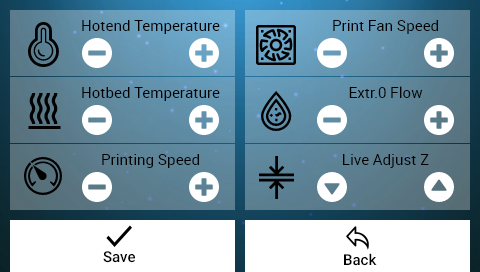 Hotend Temperature
Print Fan Speed
Hotbed Temperature
Extr.0 Flow
Printing Speed
Live Adjust Z
Save
Back